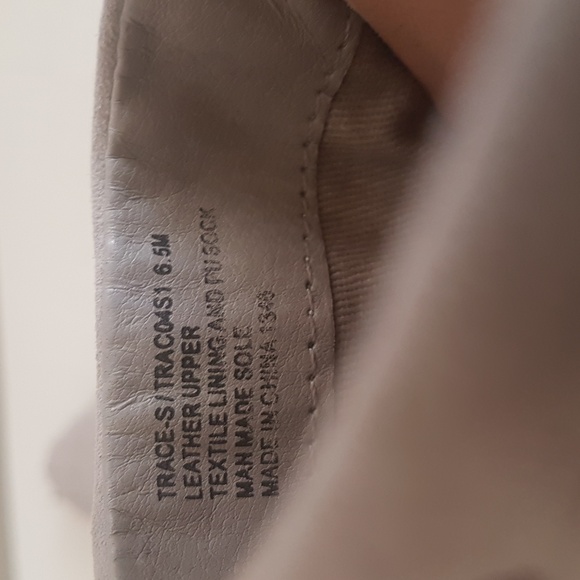 TRACE-S / TRAC04S1 6.5M
LEATHER UPPER
TEXTILE LINING AND PU SOCK
MAN MADE SOLE
MADE IN CHINA